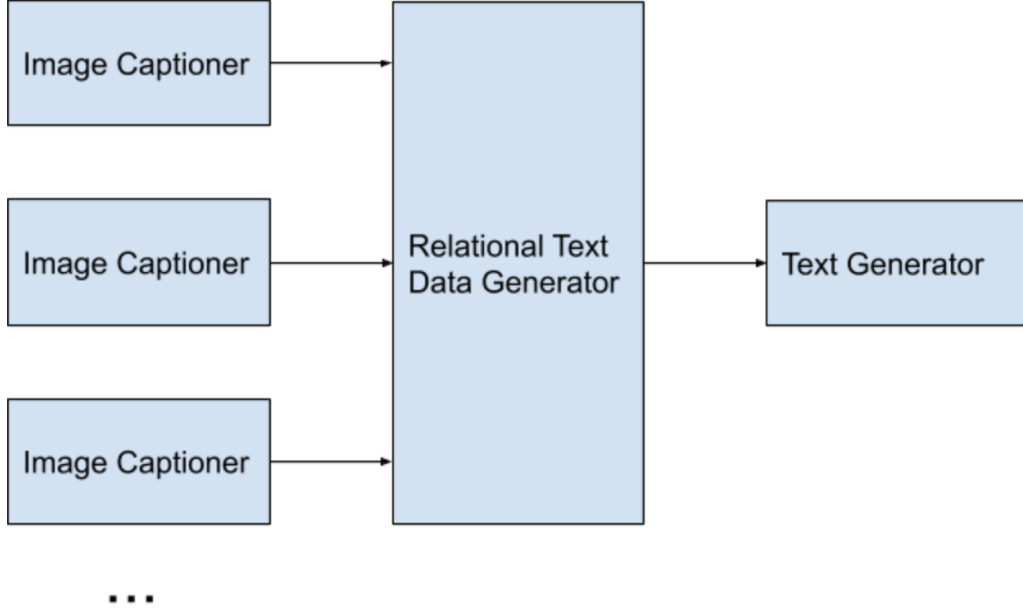 Image Captioner
Image Captioner
Relational Text
Data Generator
Text Generator
Image Captioner
...